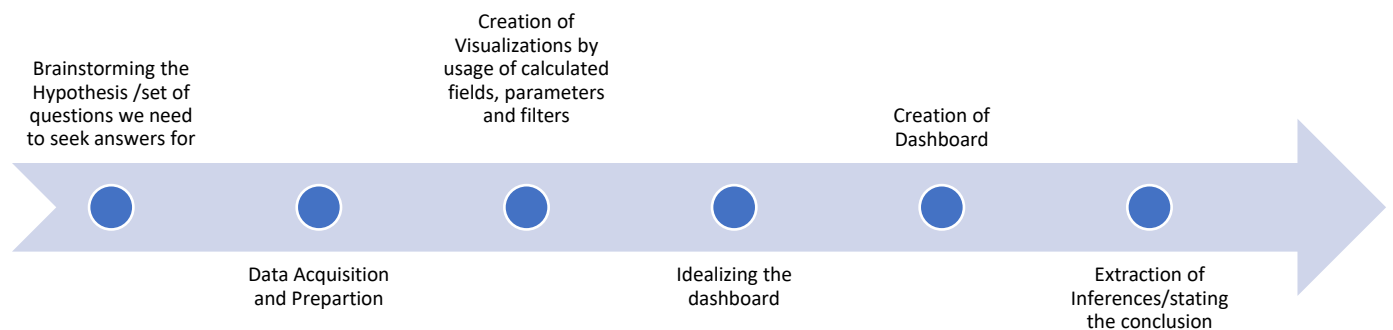 Brainstorming the
Hypothesis /set of
questions we need
to seek answers for
Data Acquisition
and Prepartion
Creation of
Visualizations by
usage of calculated
fields, parameters
and filters
Idealizing the
dashboard
Creation of
Dashboard
Extraction of
Inferences/stating
the conclusion